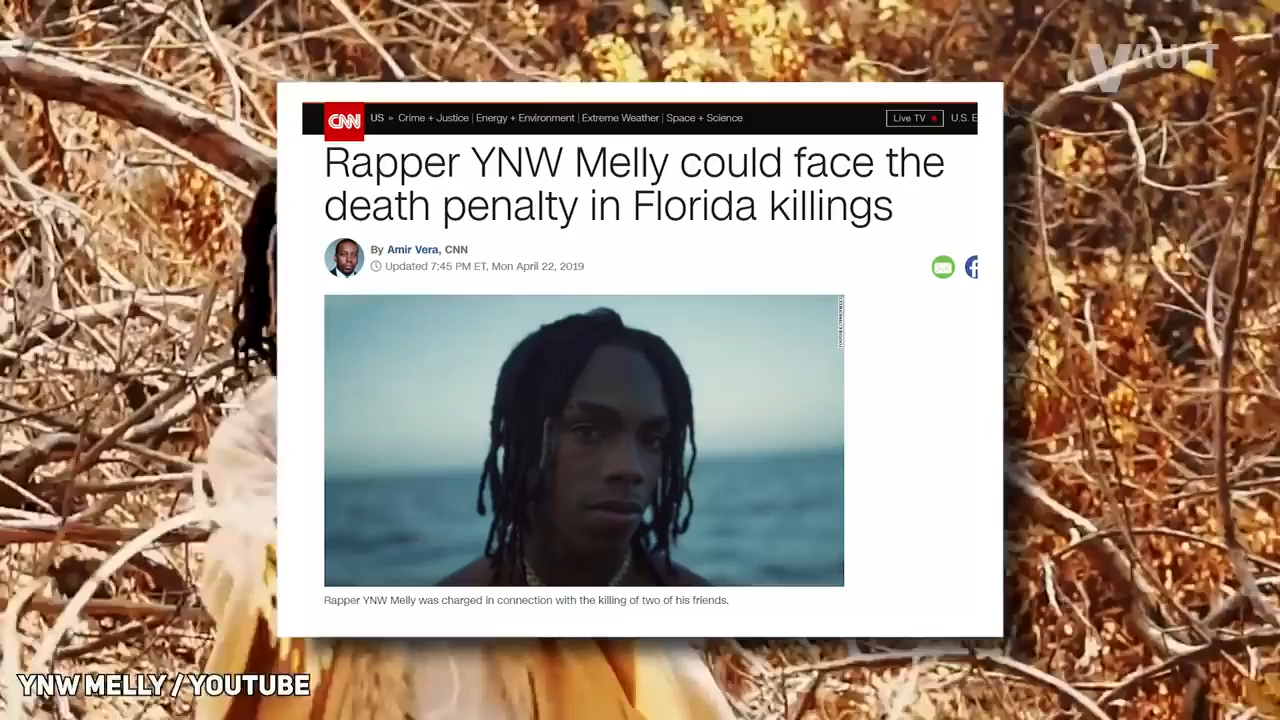 VAULT
CNN
US » Crime + Justice | Energy + Environment | Extreme Weather | Space + Science
Live TV
U.S. E
Rapper YNW Melly could face the
death penalty in Florida killings
By Amir Vera, CNN
Updated 7:45 PM ET, Mon April 22, 2019
Rapper YNW Melly was charged in connection with the killing of two of his friends.
YNW MELLY / YOUTUBE